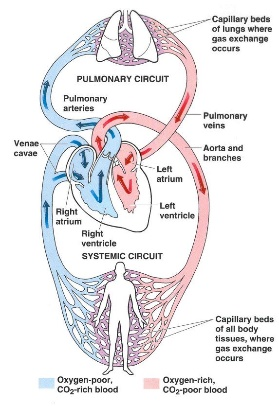 Capillary beds
of lungs where
gas exchange
occurs
PULMONARY CIRCUIT
Pulmonary
arteries
Pulmonary
veins
Venae
cavae
Aorta and
branches
Left
atrium
Left
ventricle
Right
atrium
Right
ventricle
SYSTEMIC CIRCUIT
Capillary beds
of all body
tissues, where
gas exchange
occurs
Oxygen-poor,
CO₂-rich blood
Oxygen-rich,
CO₂-poor blood